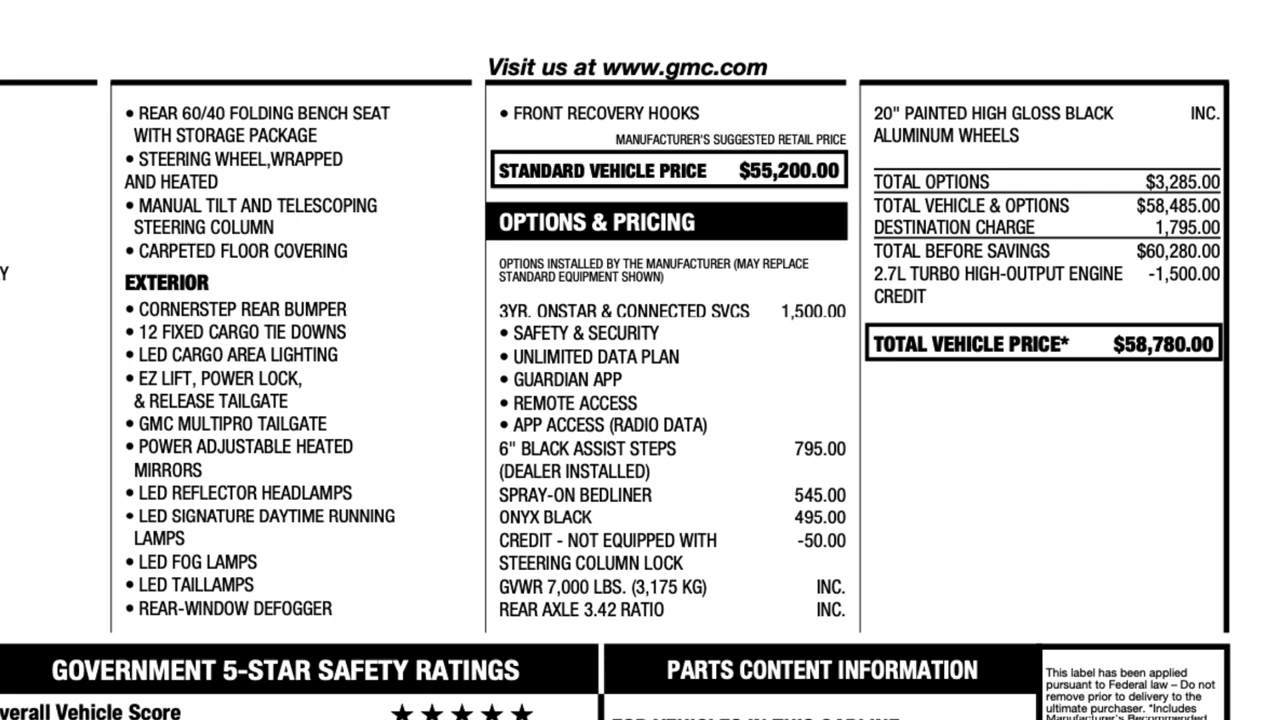 Visit us at www.gmc.com
• REAR 60/40 FOLDING BENCH SEAT
WITH STORAGE PACKAGE
• STEERING WHEEL,WRAPPED
AND HEATED
• MANUAL TILT AND TELESCOPING
STEERING COLUMN
• CARPETED FLOOR COVERING
EXTERIOR
• CORNERSTEP REAR BUMPER
• 12 FIXED CARGO TIE DOWNS
• LED CARGO AREA LIGHTING
• EZ LIFT, POWER LOCK,
& RELEASE TAILGATE
• GMC MULTIPRO TAILGATE
• POWER ADJUSTABLE HEATED
MIRRORS
• LED REFLECTOR HEADLAMPS
• LED SIGNATURE DAYTIME RUNNING
LAMPS
• LED FOG LAMPS
• LED TAILLAMPS
• REAR-WINDOW DEFOGGER
• FRONT RECOVERY HOOKS
MANUFACTURER'S SUGGESTED RETAIL PRICE
STANDARD VEHICLE PRICE $55,200.00
OPTIONS & PRICING
OPTIONS INSTALLED BY THE MANUFACTURER (MAY REPLACE
STANDARD EQUIPMENT SHOWN)
3YR. ONSTAR & CONNECTED SVCS 1,500.00
• SAFETY & SECURITY
• UNLIMITED DATA PLAN
• GUARDIAN APP
• REMOTE ACCESS
• APP ACCESS (RADIO DATA)
6" BLACK ASSIST STEPS 795.00
(DEALER INSTALLED)
SPRAY-ON BEDLINER 545.00
ONYX BLACK 495.00
CREDIT - NOT EQUIPPED WITH -50.00
STEERING COLUMN LOCK
GVWR 7,000 LBS. (3,175 KG) INC.
REAR AXLE 3.42 RATIO INC.
20" PAINTED HIGH GLOSS BLACK INC.
ALUMINUM WHEELS
TOTAL OPTIONS $3,285.00
TOTAL VEHICLE & OPTIONS $58,485.00
DESTINATION CHARGE 1,795.00
TOTAL BEFORE SAVINGS $60,280.00
2.7L TURBO HIGH-OUTPUT ENGINE -1,500.00
CREDIT
TOTAL VEHICLE PRICE* $58,780.00
GOVERNMENT 5-STAR SAFETY RATINGS
Vehicle Score ★★★★★
PARTS CONTENT INFORMATION
FOR VEHICLES IN THIS CARLINE
This label has been applied
pursuant to Federal law – Do not
remove prior to delivery to the
ultimate purchaser. *Includes
Manufacturer's Recommended